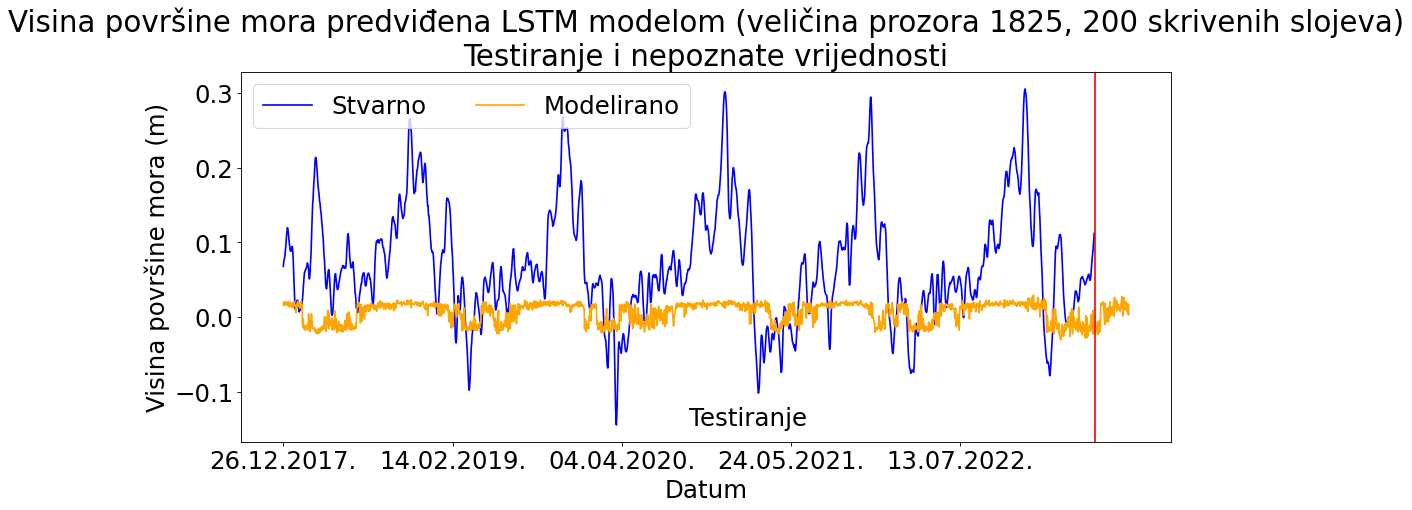 Visina površine mora predviđena LSTM modelom (veličina prozora 1825, 200 skrivenih slojeva)
Testiranje i nepoznate vrijednosti
Stvarno
Modelirano
Visina površine mora (m)
0.3
0.2
0.1
0.0
−0.1
Testiranje
26.12.2017.
14.02.2019.
04.04.2020.
24.05.2021.
13.07.2022.
Datum